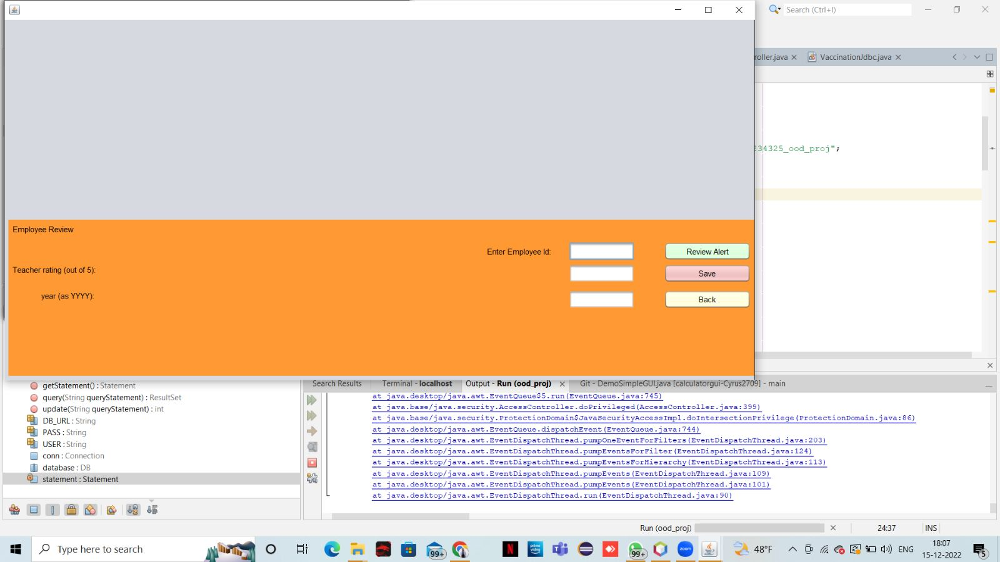 Search (Ctrl+I)
roller.java
VaccinationJdbc.java
234325_ood_proj";
Employee Review
Enter Employee Id:
Review Alert
Teacher rating (out of 5):
Save
year (as YYYY):
Back
getStatement() : Statement
query(String queryStatement) : ResultSet
update(String queryStatement) : int
DB_URL : String
PASS : String
USER : String
conn : Connection
database : DB
statement : Statement
Search Results
Terminal - localhost
Output - Run (ood_proj)
Git - DemoSimpleGUI.java [calculatorgui-Cyrus2709] - main
at java.desktop/java.awt.EventQueue$5.run(EventQueue.java:745)
at java.base/java.security.AccessController.doPrivileged(AccessController.java:399)
at java.base/java.security.ProtectionDomain$JavaSecurityAccessImpl.doIntersectionPrivilege(ProtectionDomain.java:86)
at java.desktop/java.awt.EventQueue.dispatchEvent(EventQueue.java:744)
at java.desktop/java.awt.EventDispatchThread.pumpOneEventForFilters(EventDispatchThread.java:203)
at java.desktop/java.awt.EventDispatchThread.pumpEventsForFilter(EventDispatchThread.java:124)
at java.desktop/java.awt.EventDispatchThread.pumpEventsForHierarchy(EventDispatchThread.java:113)
at java.desktop/java.awt.EventDispatchThread.pumpEvents(EventDispatchThread.java:109)
at java.desktop/java.awt.EventDispatchThread.pumpEvents(EventDispatchThread.java:101)
at java.desktop/java.awt.EventDispatchThread.run(EventDispatchThread.java:90)
Run (ood_proj)
24:37
INS
Type here to search
99+
N
prime video
99+
zoom
48°F
ENG
18:07
15-12-2022
5